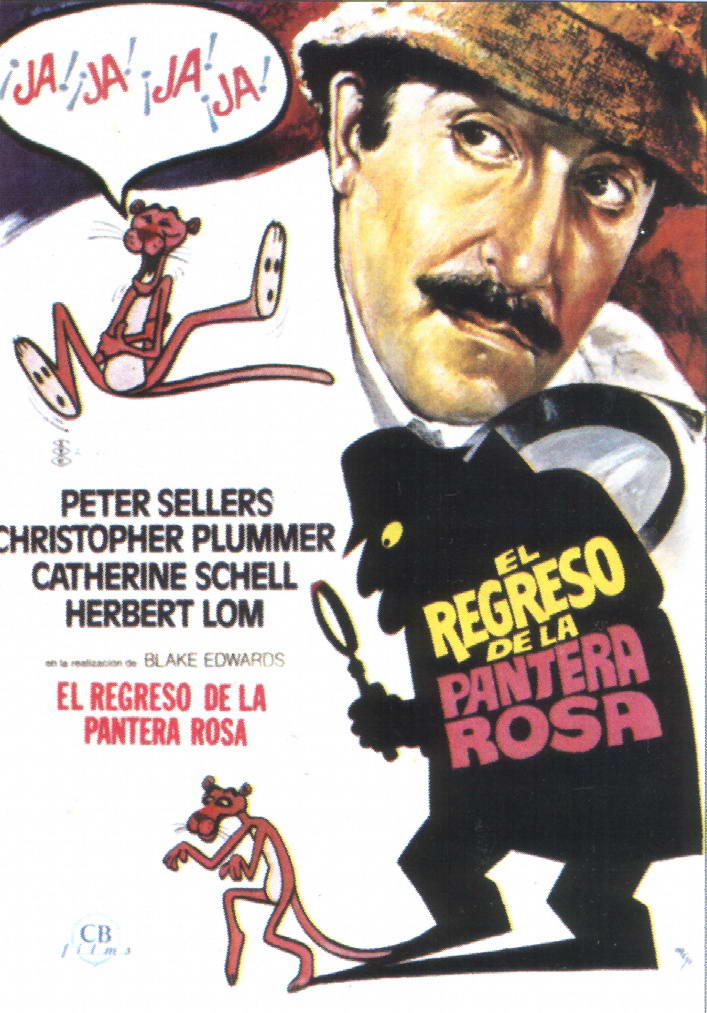 ¡JA! ¡JA! ¡JA! ¡JA!
PETER SELLERS
CHRISTOPHER PLUMMER
CATHERINE SCHELL
HERBERT LOM
en la realización de BLAKE EDWARDS
EL REGRESO DE LA
PANTERA ROSA
EL
REGRESO
DE LA
PANTERA
ROSA
CB
films